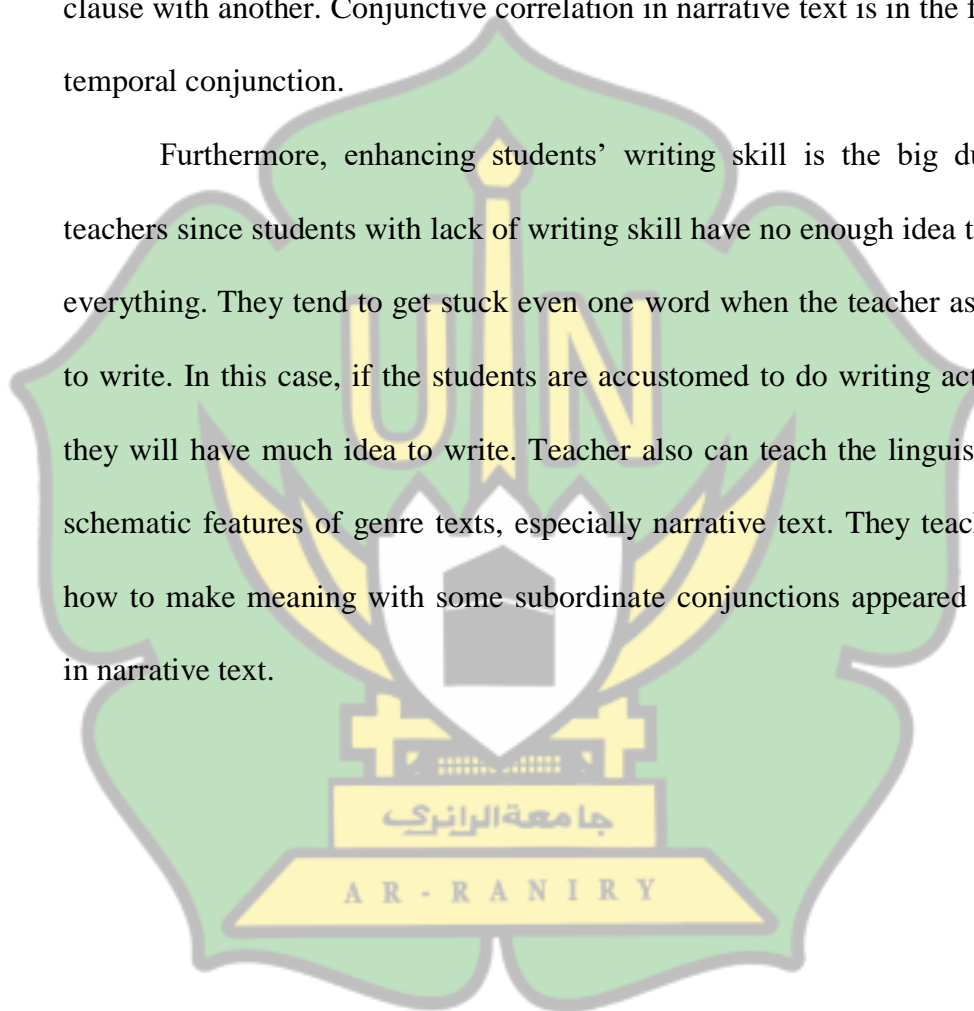 clause with another. Conjunctive correlation in narrative text is in the
temporal conjunction.
Furthermore, enhancing students’ writing skill is the big
teachers since students with lack of writing skill have no enough idea
everything. They tend to get stuck even one word when the teacher
to write. In this case, if the students are accustomed to do writing
they will have much idea to write. Teacher also can teach the
schematic features of genre texts, especially narrative text. They
how to make meaning with some subordinate conjunctions appeared
in narrative text.
UIN
جامعة الرانري
AR-RANIRY